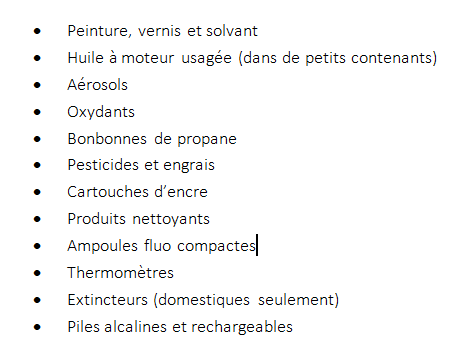 • Peinture, vernis et solvant
• Huile à moteur usagée (dans de petits contenants)
• Aérosols
• Oxydants
• Bonbonnes de propane
• Pesticides et engrais
• Cartouches d’encre
• Produits nettoyants
• Ampoules fluo compactes
• Thermomètres
• Extincteurs (domestiques seulement)
• Piles alcalines et rechargeables